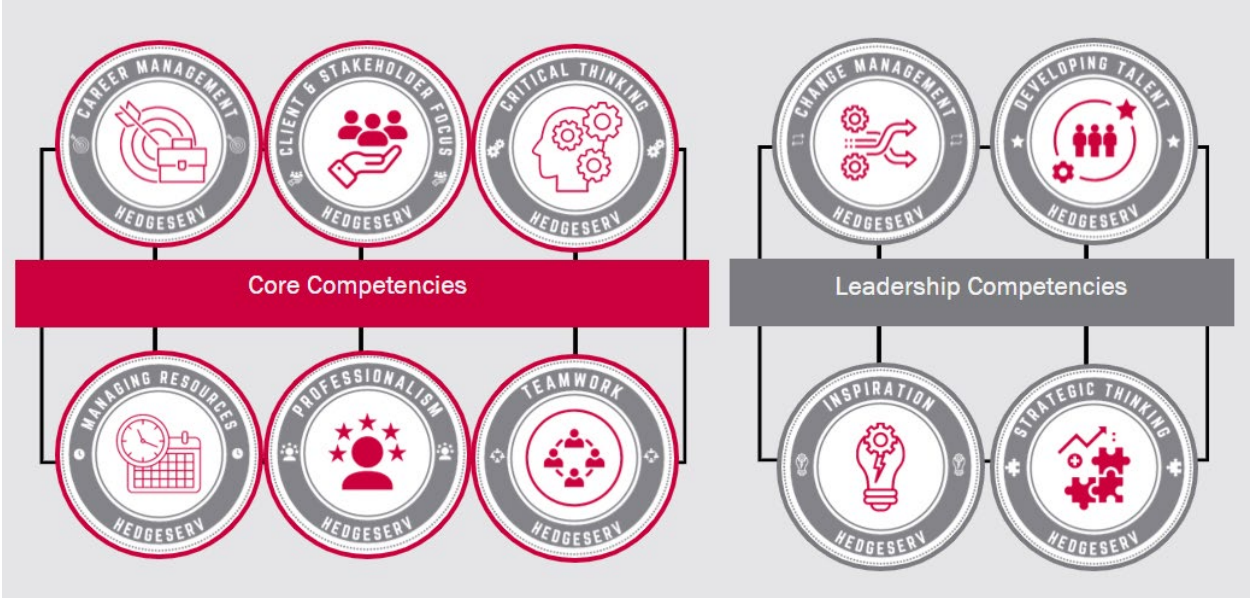 CAREER MANAGEMENT
HEDGESERV
CLIENT & STAKEHOLDER FOCUS
HEDGESERV
CRITICAL THINKING
HEDGESERV
CHANGE MANAGEMENT
HEDGESERV
DEVELOPING TALENT
HEDGESERV
Core Competencies
Leadership Competencies
MANAGING RESOURCES
HEDGESERV
PROFESSIONALISM
HEDGESERV
TEAMWORK
HEDGESERV
INSPIRATION
HEDGESERV
STRATEGIC THINKING
HEDGESERV